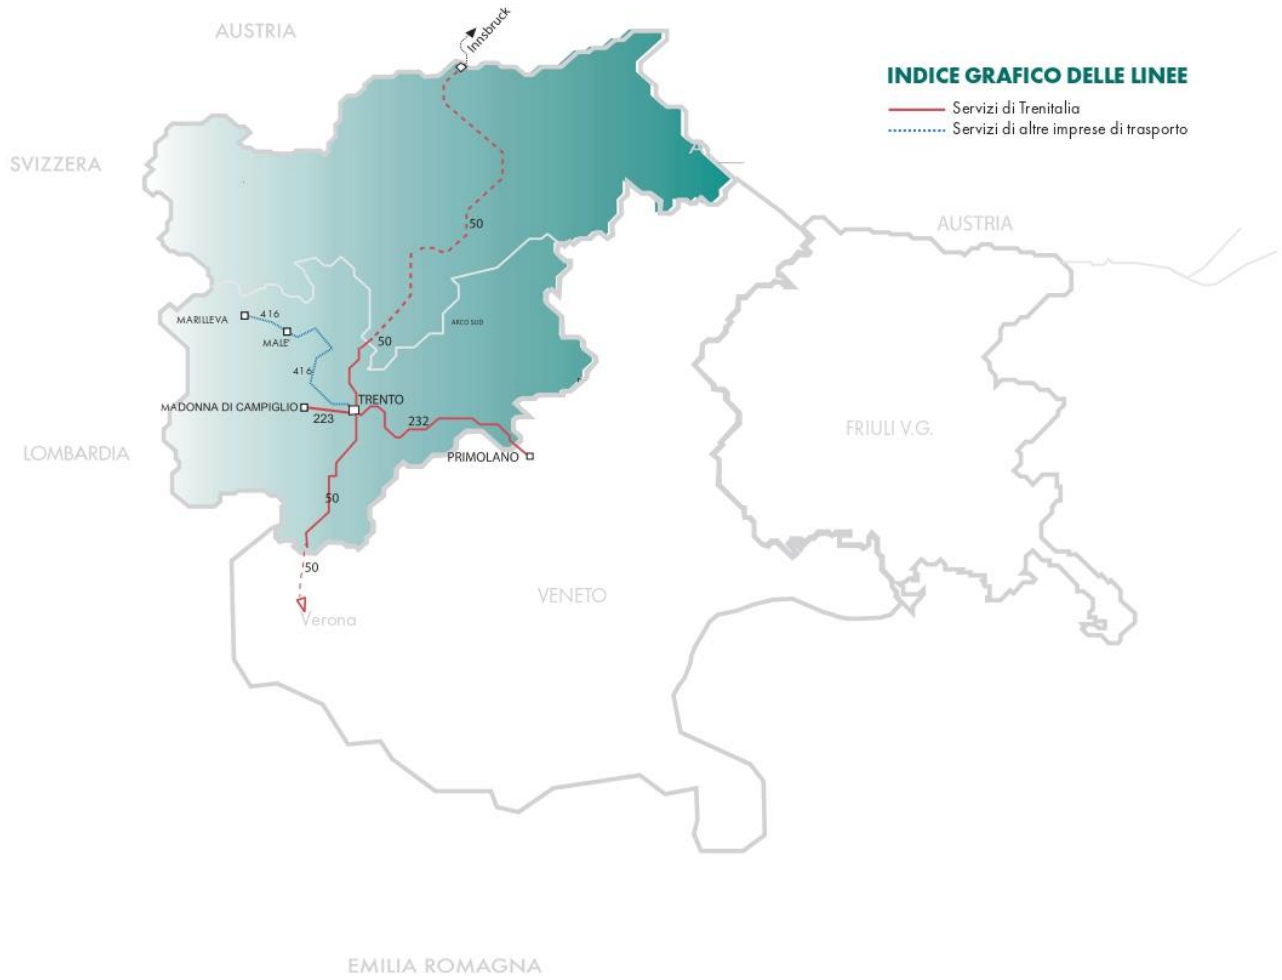 Innsbruck
AUSTRIA
INDICE GRAFICO DELLE LINEE
Servizi di Trenitalia
Servizi di altre imprese di trasporto
A
SVIZZERA
50
AUSTRIA
416
MARILLEVA
ARCO SUD
MALE'
50
416
TRENTO
MADONNA DI CAMPIGLIO
223
232
FRIULI V.G.
LOMBARDIA
PRIMOLANO
50
50
VENETO
Verona
EMILIA ROMAGNA